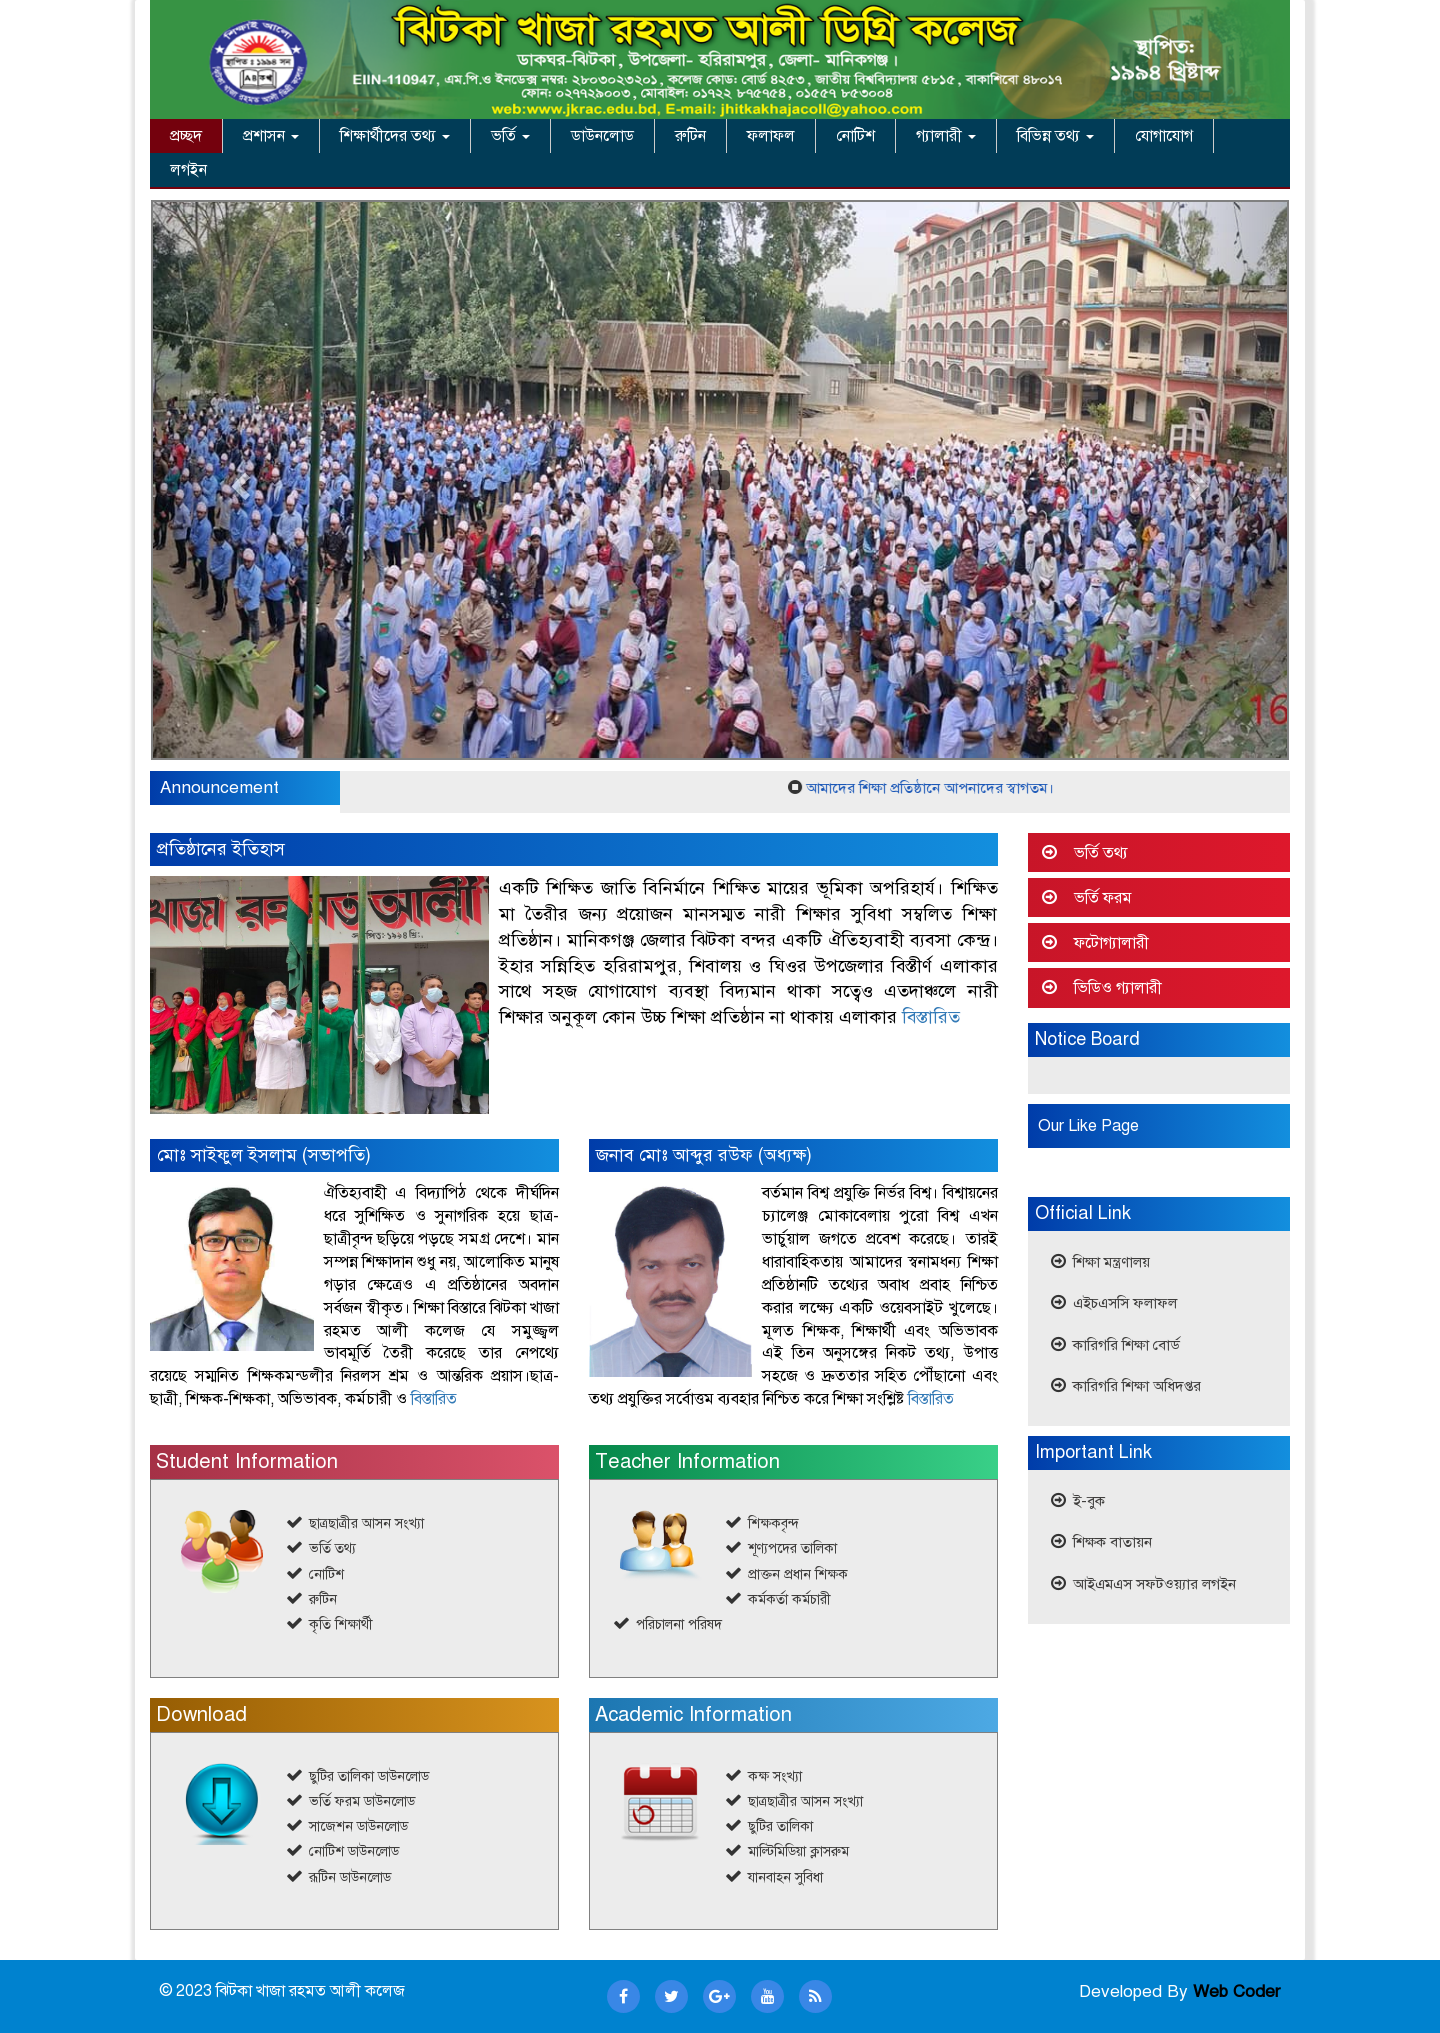 ঝিটকা খাজা রহমত আলী ডিগ্রি কলেজ
ডাকঘর-ঝিটকা, উপজেলা- হরিরামপুর, জেলা- মানিকগঞ্জ।
EIIN-110947, এম.পি.ও ইনডেক্স নম্বর: ২৮০৩০২৩২০১, কলেজ কোড: বোর্ড ৪২৫৩, জাতীয় বিশ্ববিদ্যালয় ৫৮১৫, বাকাশিবো ৪৮০১৭
ফোন: ০২৭৭২৯০০৩, মোবাইল: ০১৭২২ ৮৭৫৭৫৪, ০১৫৫৭ ৮৫৩০০৪
web:www.jkrac.edu.bd, E-mail: jhitkakhajacoll@yahoo.com
স্থাপিত:
১৯৯৪ খ্রিষ্টাব্দ
প্রচ্ছদ প্রশাসন শিক্ষার্থীদের তথ্য ভর্তি ডাউনলোড রুটিন ফলাফল নোটিশ গ্যালারী বিভিন্ন তথ্য যোগাযোগ
লগইন
16
Announcement
আমাদের শিক্ষা প্রতিষ্ঠানে আপনাদের স্বাগতম।
প্রতিষ্ঠানের ইতিহাস
খাজা রহমত আলী
একটি শিক্ষিত জাতি বিনির্মানে শিক্ষিত মায়ের ভূমিকা অপরিহার্য। শিক্ষিত
মা তৈরীর জন্য প্রয়োজন মানসম্মত নারী শিক্ষার সুবিধা সম্বলিত শিক্ষা
প্রতিষ্ঠান। মানিকগঞ্জ জেলার ঝিটকা বন্দর একটি ঐতিহ্যবাহী ব্যবসা কেন্দ্র।
ইহার সন্নিহিত হরিরামপুর, শিবালয় ও ঘিওর উপজেলার বিস্তীর্ণ এলাকার
সাথে সহজ যোগাযোগ ব্যবস্থা বিদ্যমান থাকা সত্বেও এতদাঞ্চলে নারী
শিক্ষার অনুকূল কোন উচ্চ শিক্ষা প্রতিষ্ঠান না থাকায় এলাকার বিস্তারিত
ভর্তি তথ্য
ভর্তি ফরম
ফটোগ্যালারী
ভিডিও গ্যালারী
Notice Board
Our Like Page
মোঃ সাইফুল ইসলাম (সভাপতি)
ঐতিহ্যবাহী এ বিদ্যাপিঠ থেকে দীর্ঘদিন
ধরে সুশিক্ষিত ও সুনাগরিক হয়ে ছাত্র-
ছাত্রীবৃন্দ ছড়িয়ে পড়ছে সমগ্র দেশে। মান
সম্পন্ন শিক্ষাদান শুধু নয়, আলোকিত মানুষ
গড়ার ক্ষেত্রেও এ প্রতিষ্ঠানের অবদান
সর্বজন স্বীকৃত। শিক্ষা বিস্তারে ঝিটকা খাজা
রহমত আলী কলেজ যে সমুজ্জ্বল
ভাবমূর্তি তৈরী করেছে তার নেপথ্যে
রয়েছে সম্মনিত শিক্ষকমন্ডলীর নিরলস শ্রম ও আন্তরিক প্রয়াস।ছাত্র-
ছাত্রী, শিক্ষক-শিক্ষকা, অভিভাবক, কর্মচারী ও বিস্তারিত
জনাব মোঃ আব্দুর রউফ (অধ্যক্ষ)
বর্তমান বিশ্ব প্রযুক্তি নির্ভর বিশ্ব। বিশ্বায়নের
চ্যালেঞ্জ মোকাবেলায় পুরো বিশ্ব এখন
ভার্চুয়াল জগতে প্রবেশ করেছে। তারই
ধারাবাহিকতায় আমাদের স্বনামধন্য শিক্ষা
প্রতিষ্ঠানটি তথ্যের অবাধ প্রবাহ নিশ্চিত
করার লক্ষ্যে একটি ওয়েবসাইট খুলেছে।
মূলত শিক্ষক, শিক্ষার্থী এবং অভিভাবক
এই তিন অনুসঙ্গের নিকট তথ্য, উপাত্ত
সহজে ও দ্রুততার সহিত পৌঁছানো এবং
তথ্য প্রযুক্তির সর্বোত্তম ব্যবহার নিশ্চিত করে শিক্ষা সংশ্লিষ্ট বিস্তারিত
Official Link
শিক্ষা মন্ত্রণালয়
এইচএসসি ফলাফল
কারিগরি শিক্ষা বোর্ড
কারিগরি শিক্ষা অধিদপ্তর
Important Link
ই-বুক
শিক্ষক বাতায়ন
আইএমএস সফটওয়্যার লগইন
Student Information
ছাত্রছাত্রীর আসন সংখ্যা
ভর্তি তথ্য
নোটিশ
রুটিন
কৃতি শিক্ষার্থী
Teacher Information
শিক্ষকবৃন্দ
শূণ্যপদের তালিকা
প্রাক্তন প্রধান শিক্ষক
কর্মকর্তা কর্মচারী
পরিচালনা পরিষদ
Download
ছুটির তালিকা ডাউনলোড
ভর্তি ফরম ডাউনলোড
সাজেশন ডাউনলোড
নোটিশ ডাউনলোড
রূটিন ডাউনলোড
Academic Information
কক্ষ সংখ্যা
ছাত্রছাত্রীর আসন সংখ্যা
ছুটির তালিকা
মাল্টিমিডিয়া ক্লাসরুম
যানবাহন সুবিধা
© 2023 ঝিটকা খাজা রহমত আলী কলেজ
Developed By Web Coder